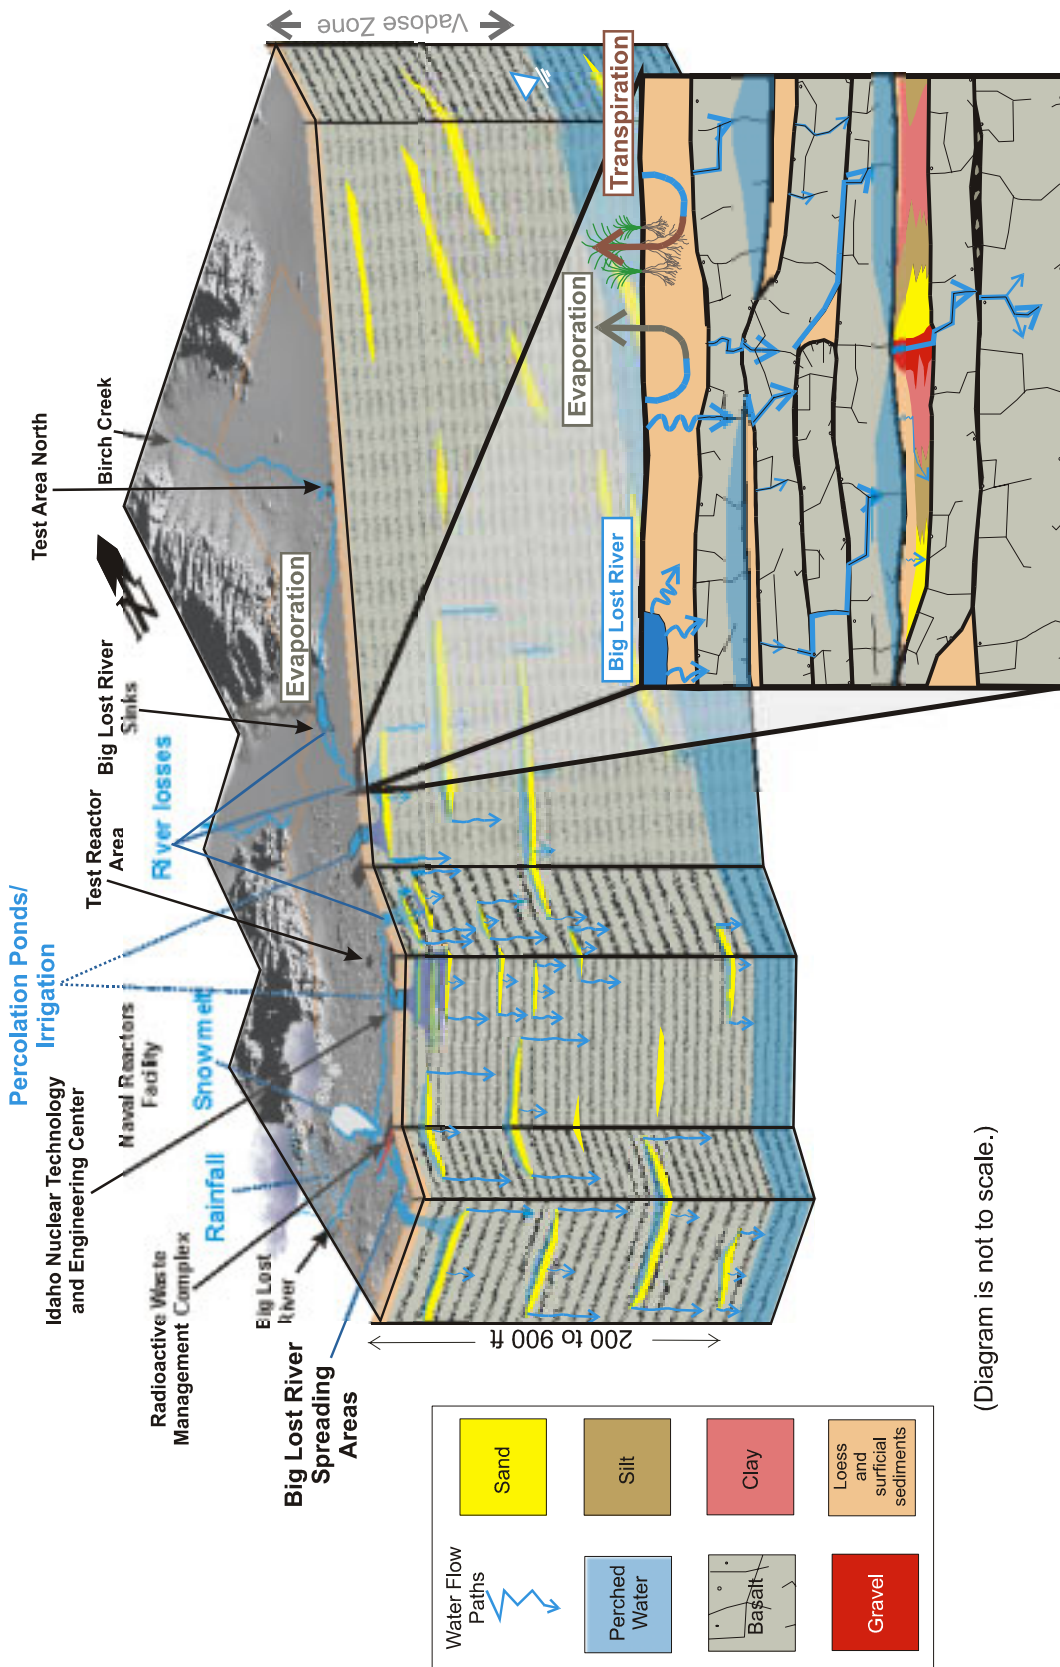 Percolation Ponds/
Irrigation
Idaho Nuclear Technology
and Engineering Center
Naval Reactors
Facility
Snowmelt
Rainfall
Radioactive Waste
Management Complex
Big Lost
River
Big Lost River
Spreading
Areas
Test Reactor
Area
River losses
Big Lost River
Sinks
Test Area North
Birch Creek
Evaporation
Vadose Zone
200 to 900 ft
Big Lost River
Evaporation
Transpiration
Water Flow
Paths
Sand
Perched
Water
Silt
Basalt
Clay
Gravel
Loess
and
surficial
sediments
(Diagram is not to scale.)